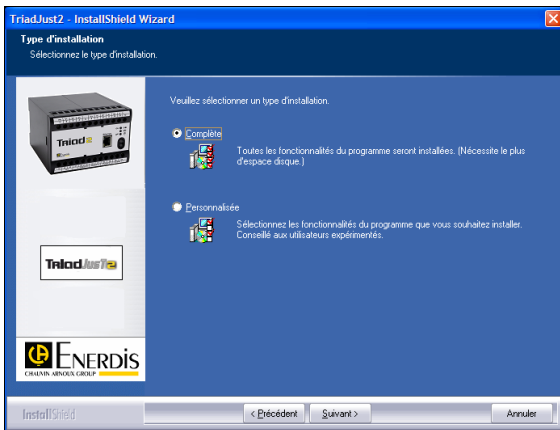 TriadJust2 - InstallShield Wizard
Type d'installation
Sélectionnez le type d'installation.
Veuillez sélectionner un type d'installation.
Complète
Toutes les fonctionnalités du programme seront installées. (Nécessite le plus
d'espace disque.)
Personnalisée
Sélectionnez les fonctionnalités du programme que vous souhaitez installer.
Conseillé aux utilisateurs expérimentés.
Triad 2
TriadJust2
ENERDIS
CHAUVIN ARNOUX GROUP
InstallShield
< Précédent
Suivant >
Annuler